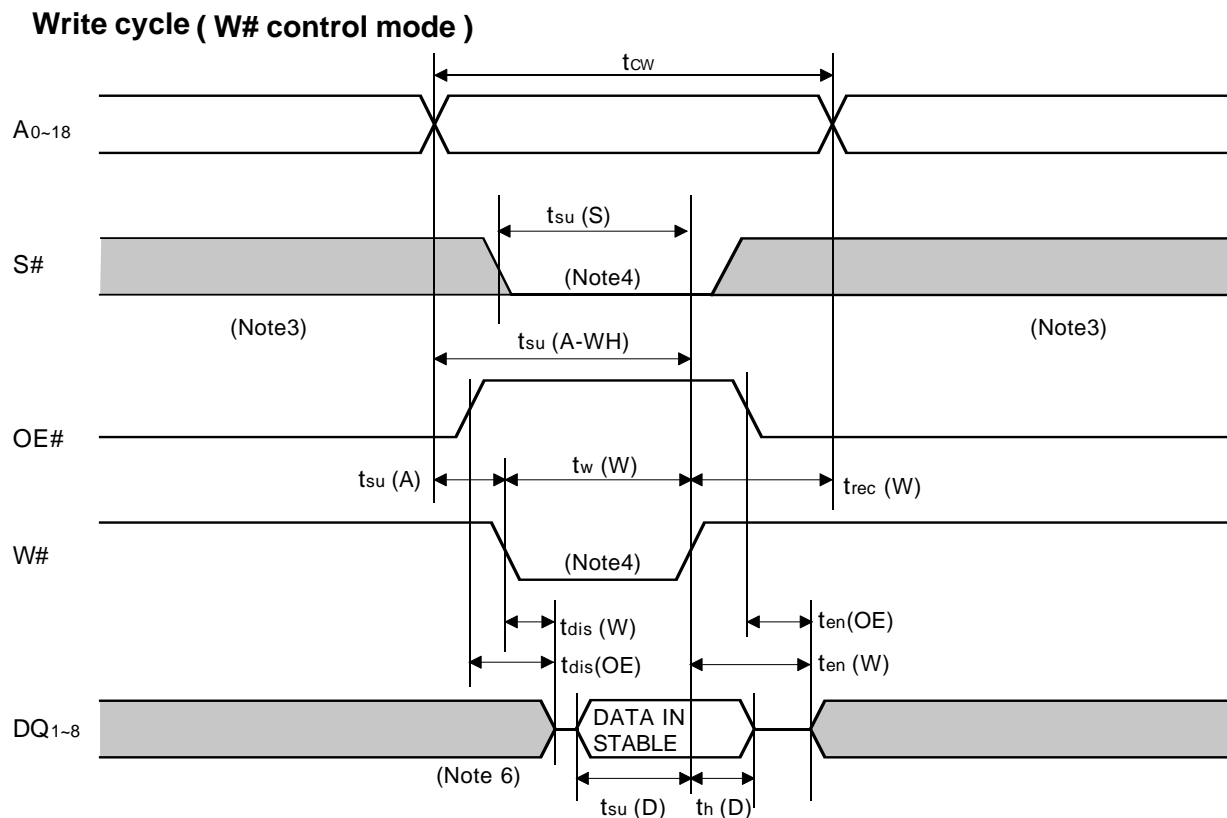 Write cycle ( W# control mode )
tCW
A0~18
tsu (S)
S#
(Note4)
(Note3)
(Note3)
tsu (A-WH)
OE#
tsu (A)
tw (W)
trec (W)
W#
(Note4)
tdis (W)
ten(OE)
tdis(OE)
ten (W)
DQ1~8
DATA IN
STABLE
(Note 6)
tsu (D)
th (D)